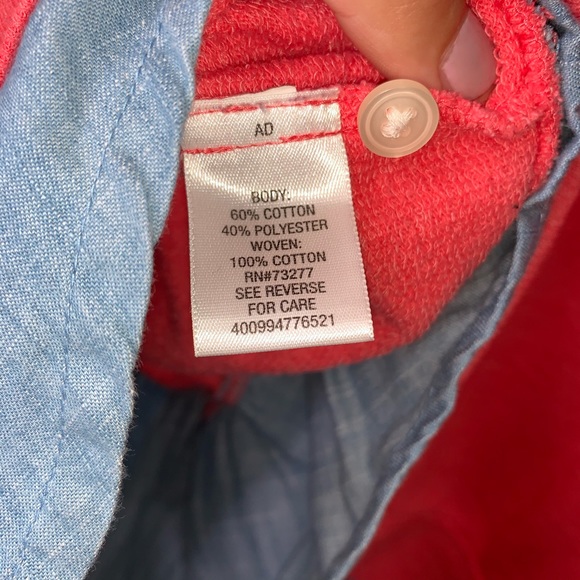 AD
BODY:
60% COTTON
40% POLYESTER
WOVEN:
100% COTTON
RN#73277
SEE REVERSE
FOR CARE
400994776521